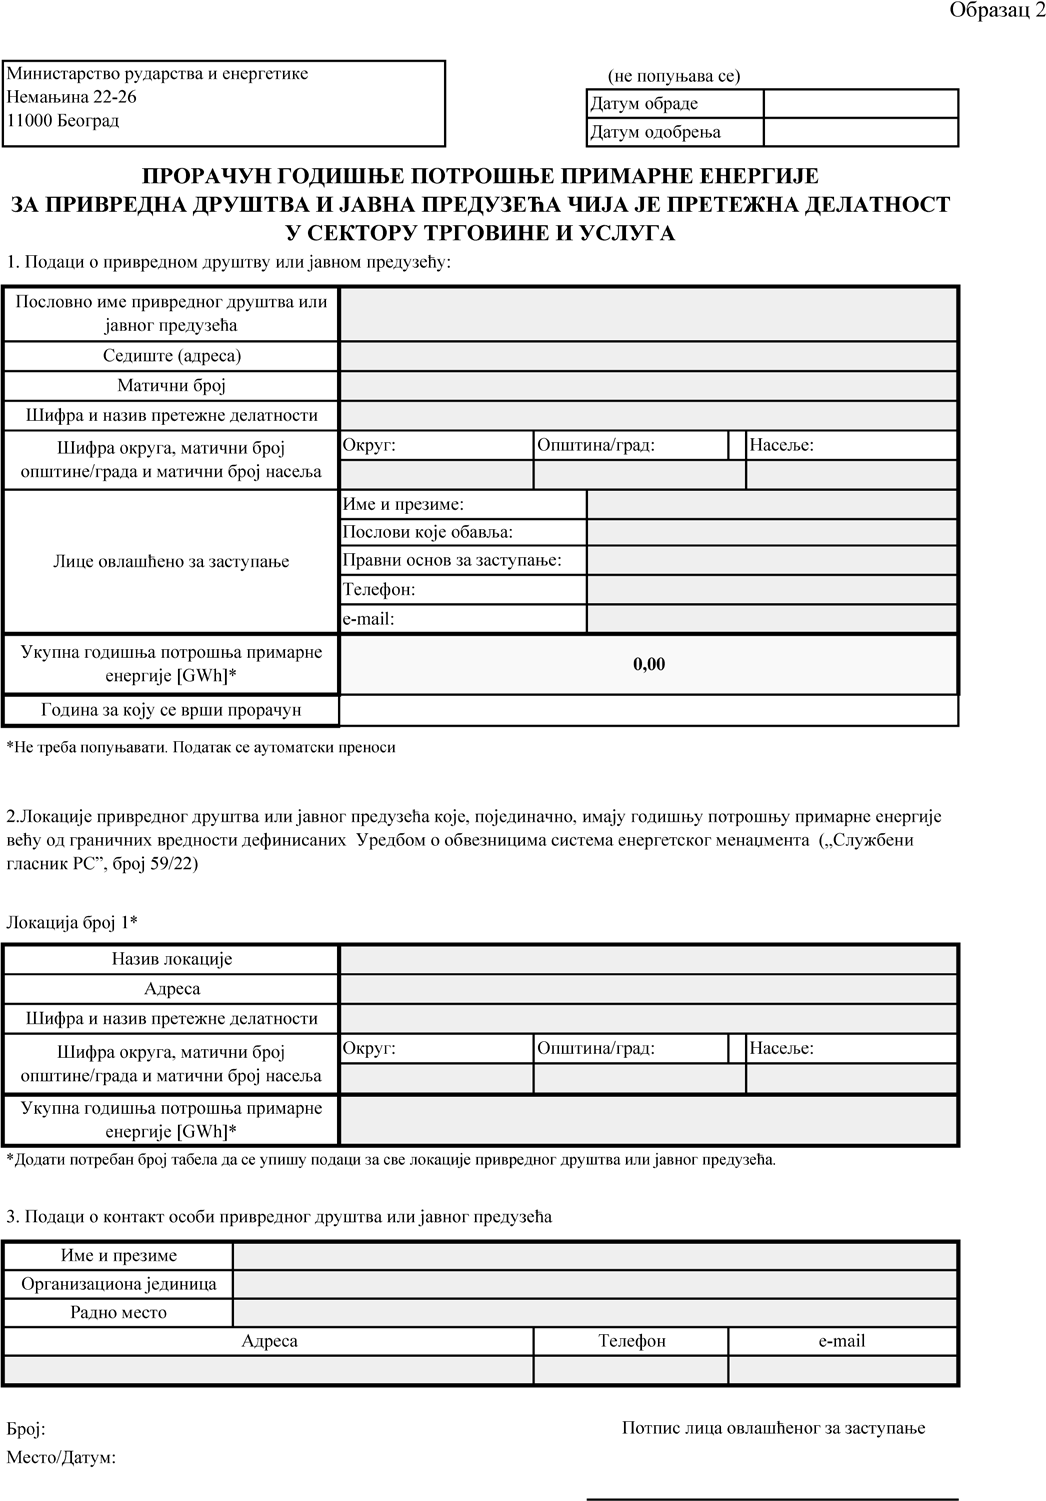 Образац 2
Министарство рударства и енергетике
Немањина 22-26
11000 Београд
(не попуњава се)
Датум обраде
Датум одобрења
ПРОРАЧУН ГОДИШЊЕ ПОТРОШЊЕ ПРИМАРНЕ ЕНЕРГИЈЕ
ЗА ПРИВРЕДНА ДРУШТВА И ЈАВНА ПРЕДУЗЕЋА ЧИЈА ЈЕ ПРЕТЕЖНА ДЕЛАТНОСТ
У СЕКТОРУ ТРГОВИНЕ И УСЛУГА
1. Подаци о привредном друштву или јавном предузећу:
Пословно име привредног друштва или
јавног предузећа
Седиште (адреса)
Матични број
Шифра и назив претежне делатности
Шифра округа, матични број
општине/града и матични број насеља
Округ:
Општина/град:
Насеље:
Лице овлашћено за заступање
Име и презиме:
Послови које обавља:
Правни основ за заступање:
Телефон:
e-mail:
Укупна годишња потрошња примарне
енергије [GWh]*
0,00
Година за коју се врши прорачун
*Не треба попуњавати. Податак се аутоматски преноси
2.Локације привредног друштва или јавног предузећа које, појединачно, имају годишњу потрошњу примарне енергије
већу од граничних вредности дефинисаних Уредбом о обвезницима система енергетског менаџмента („Службени
гласник РС”, број 59/22)
Локација број 1*
Назив локације
Адреса
Шифра и назив претежне делатности
Шифра округа, матични број
општине/града и матични број насеља
Округ:
Општина/град:
Насеље:
Укупна годишња потрошња примарне
енергије [GWh]*
*Додати потребан број табела да се упишу подаци за све локације привредног друштва или јавног предузећа.
3. Подаци о контакт особи привредног друштва или јавног предузећа
Име и презиме
Организациона јединица
Радно место
Адреса
Телефон
e-mail
Број:
Потпис лица овлашћеног за заступање
Место/Датум: